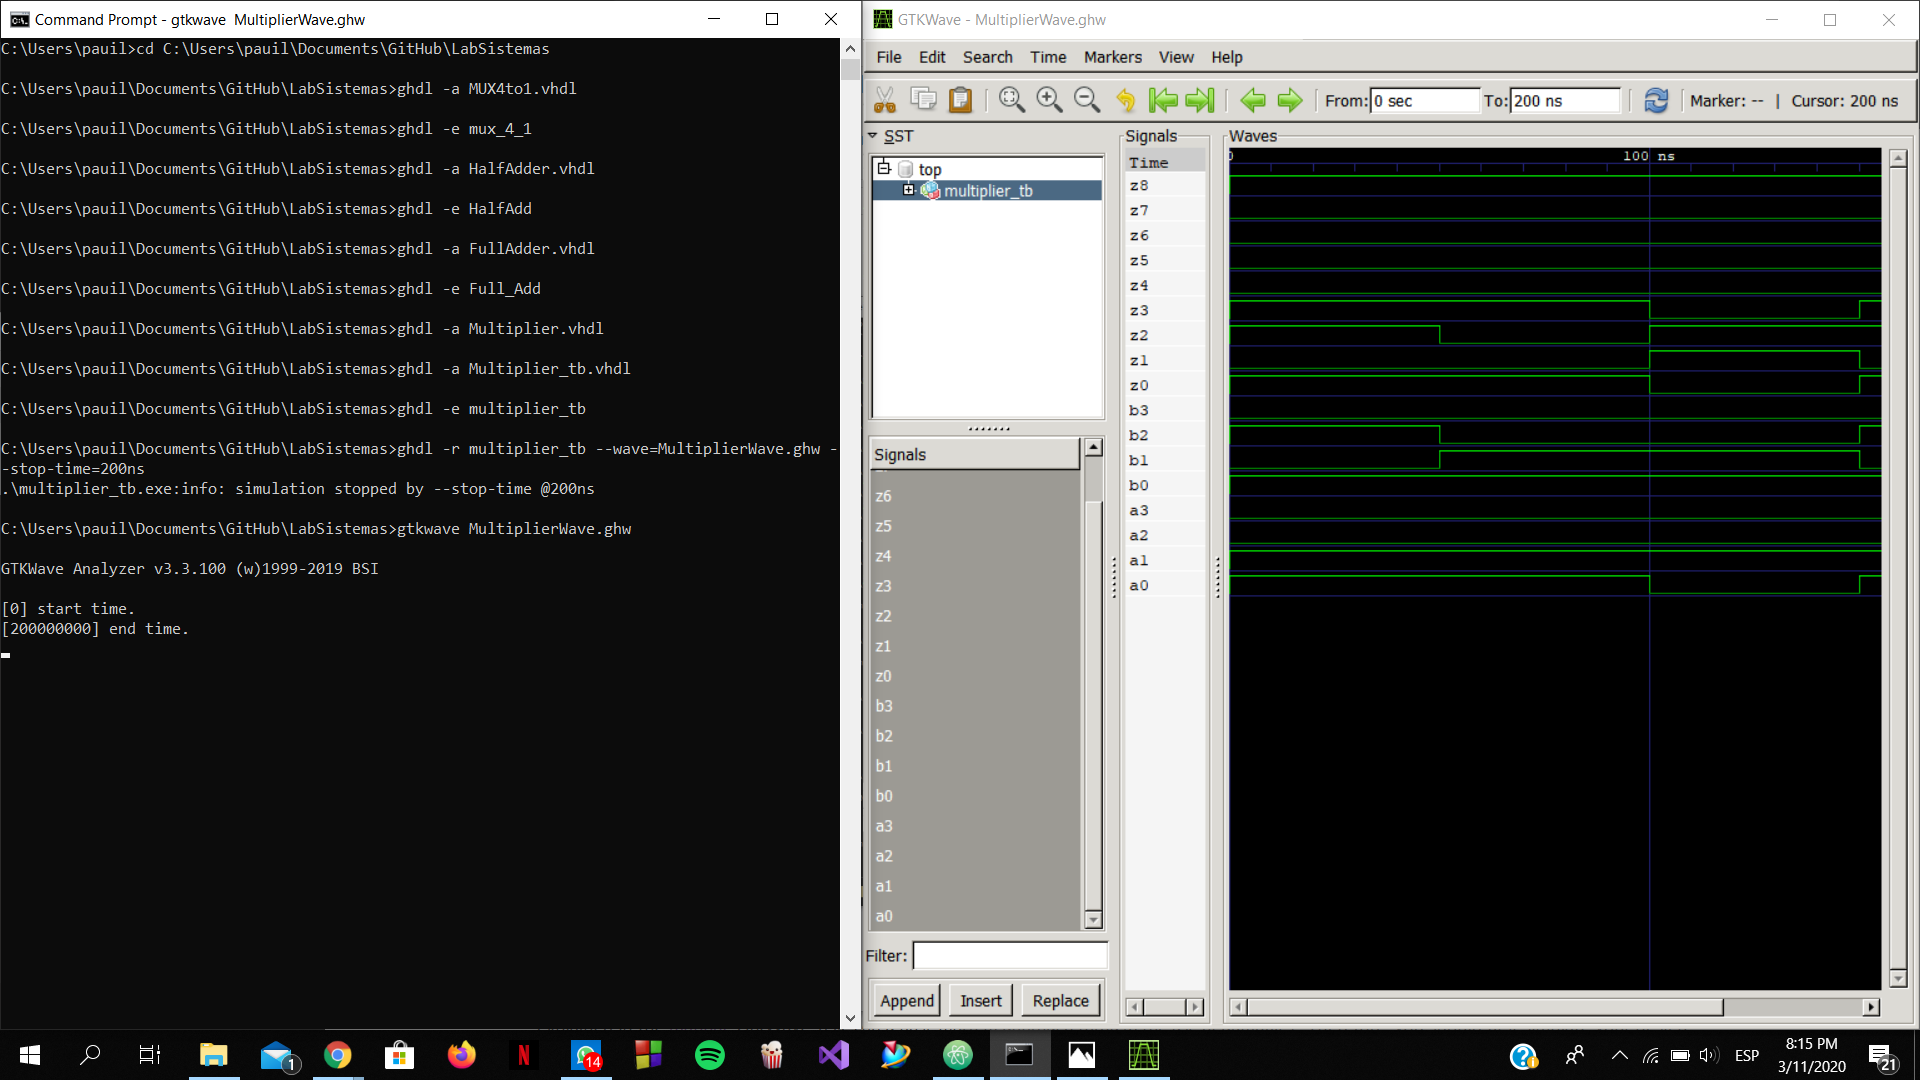 Command Prompt - gtkwave  MultiplierWave.ghw
C:\Users\pauil>cd C:\Users\pauil\Documents\GitHub\LabSistemas
C:\Users\pauil\Documents\GitHub\LabSistemas>ghdl -a MUX4to1.vhdl
C:\Users\pauil\Documents\GitHub\LabSistemas>ghdl -e mux_4_1
C:\Users\pauil\Documents\GitHub\LabSistemas>ghdl -a HalfAdder.vhdl
C:\Users\pauil\Documents\GitHub\LabSistemas>ghdl -e HalfAdd
C:\Users\pauil\Documents\GitHub\LabSistemas>ghdl -a FullAdder.vhdl
C:\Users\pauil\Documents\GitHub\LabSistemas>ghdl -e Full_Add
C:\Users\pauil\Documents\GitHub\LabSistemas>ghdl -a Multiplier.vhdl
C:\Users\pauil\Documents\GitHub\LabSistemas>ghdl -a Multiplier_tb.vhdl
C:\Users\pauil\Documents\GitHub\LabSistemas>ghdl -e multiplier_tb
C:\Users\pauil\Documents\GitHub\LabSistemas>ghdl -r multiplier_tb --wave=MultiplierWave.ghw -
-stop-time=200ns
.\multiplier_tb.exe:info: simulation stopped by --stop-time @200ns
C:\Users\pauil\Documents\GitHub\LabSistemas>gtkwave MultiplierWave.ghw
GTKWave Analyzer v3.3.100 (w)1999-2019 BSI
[0] start time.
[200000000] end time.
GTKWave - MultiplierWave.ghw
File Edit Search Time Markers View Help
From: 0 sec To: 200 ns Marker: -- | Cursor: 200 ns
SST
top
multiplier_tb
Signals
z6
z5
z4
z3
z2
z1
z0
b3
b2
b1
b0
a3
a2
a1
a0
Filter:
Append Insert Replace
Signals
Time
z8
z7
z6
z5
z4
z3
z2
z1
z0
b3
b2
b1
b0
a3
a2
a1
a0
Waves
0 100 ns
1
14
ESP
8:15 PM
3/11/2020
21